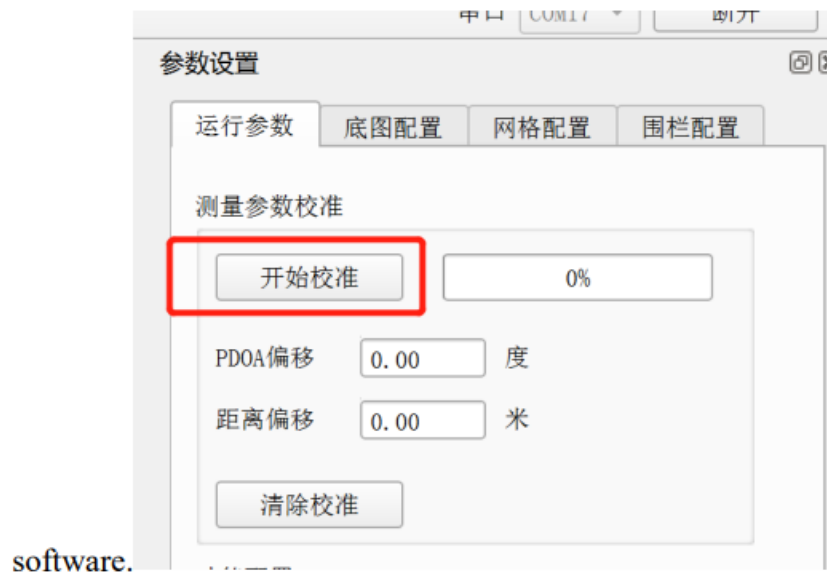 串口 COM17 断开
参数设置
运行参数 底图配置 网格配置 围栏配置
测量参数校准
开始校准 0%
PDOA偏移 0.00 度
距离偏移 0.00 米
清除校准
software.